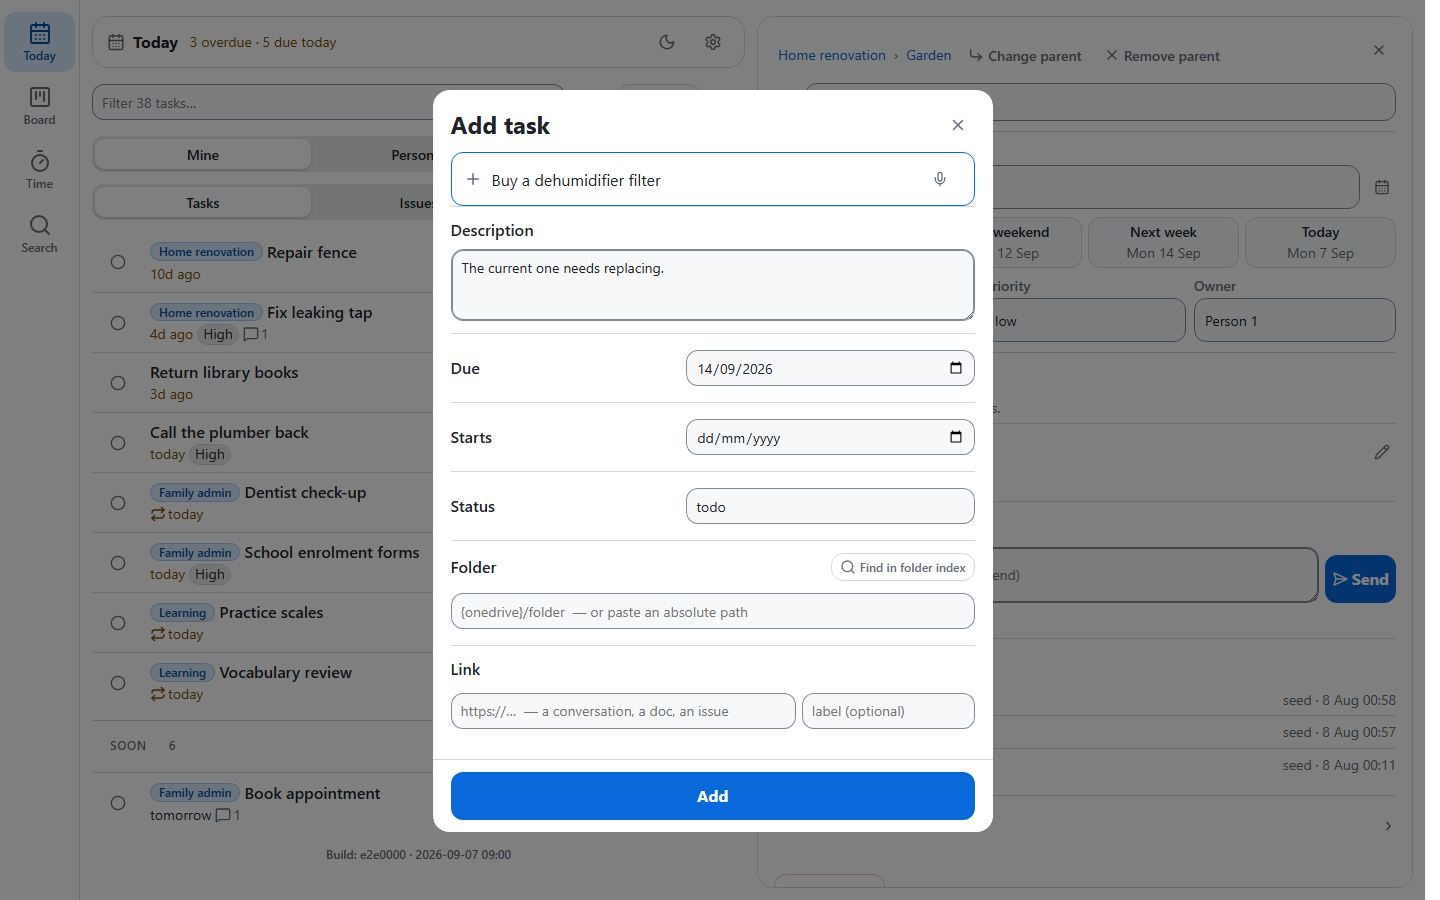 Today
Board
Time
Search
Today 3 overdue · 5 due today
Filter 38 tasks...
Mine
Person
Tasks
Issues
Home renovation Repair fence
10d ago
Home renovation Fix leaking tap
4d ago High 1
Return library books
3d ago
Call the plumber back
today High
Family admin Dentist check-up
today
Family admin School enrolment forms
today High
Learning Practice scales
today
Learning Vocabulary review
today
SOON 6
Family admin Book appointment
tomorrow 1
Build: e2e0000 · 2026-09-07 09:00
Add task
Buy a dehumidifier filter
Description
The current one needs replacing.
Due
14/09/2026
Starts
dd/mm/yyyy
Status
todo
Folder
Find in folder index
{onedrive}/folder — or paste an absolute path
Link
https://... — a conversation, a doc, an issue
label (optional)
Add
Home renovation › Garden Change parent Remove parent
weekend
12 Sep
Next week
Mon 14 Sep
Today
Mon 7 Sep
riority
low
Owner
Person 1
s.
end)
Send
seed · 8 Aug 00:58
seed · 8 Aug 00:57
seed · 8 Aug 00:11